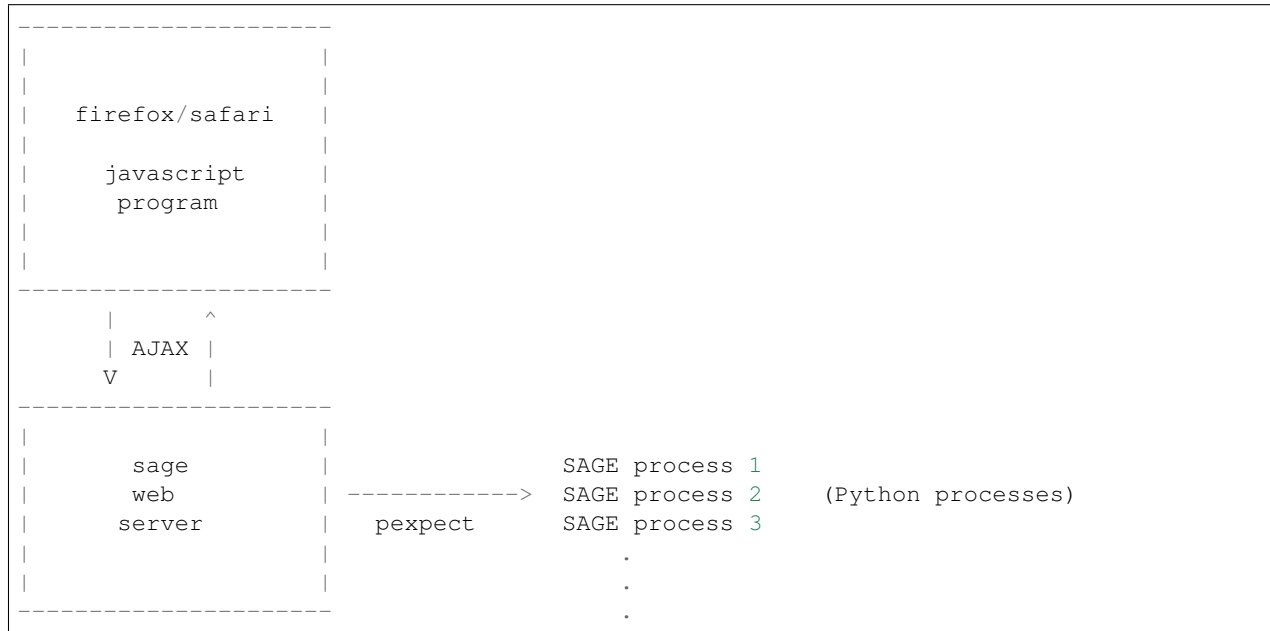 firefox/safari
javascript
program
AJAX
V
sage
web
server
------------>
pexpect
SAGE process 1
SAGE process 2 (Python processes)
SAGE process 3
.
.
.